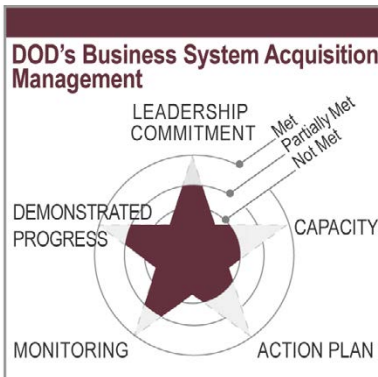 DOD's Business System Acquisition
Management
LEADERSHIP
COMMITMENT
Met
Partially Met
Not Met
DEMONSTRATED
PROGRESS
CAPACITY
MONITORING
ACTION PLAN